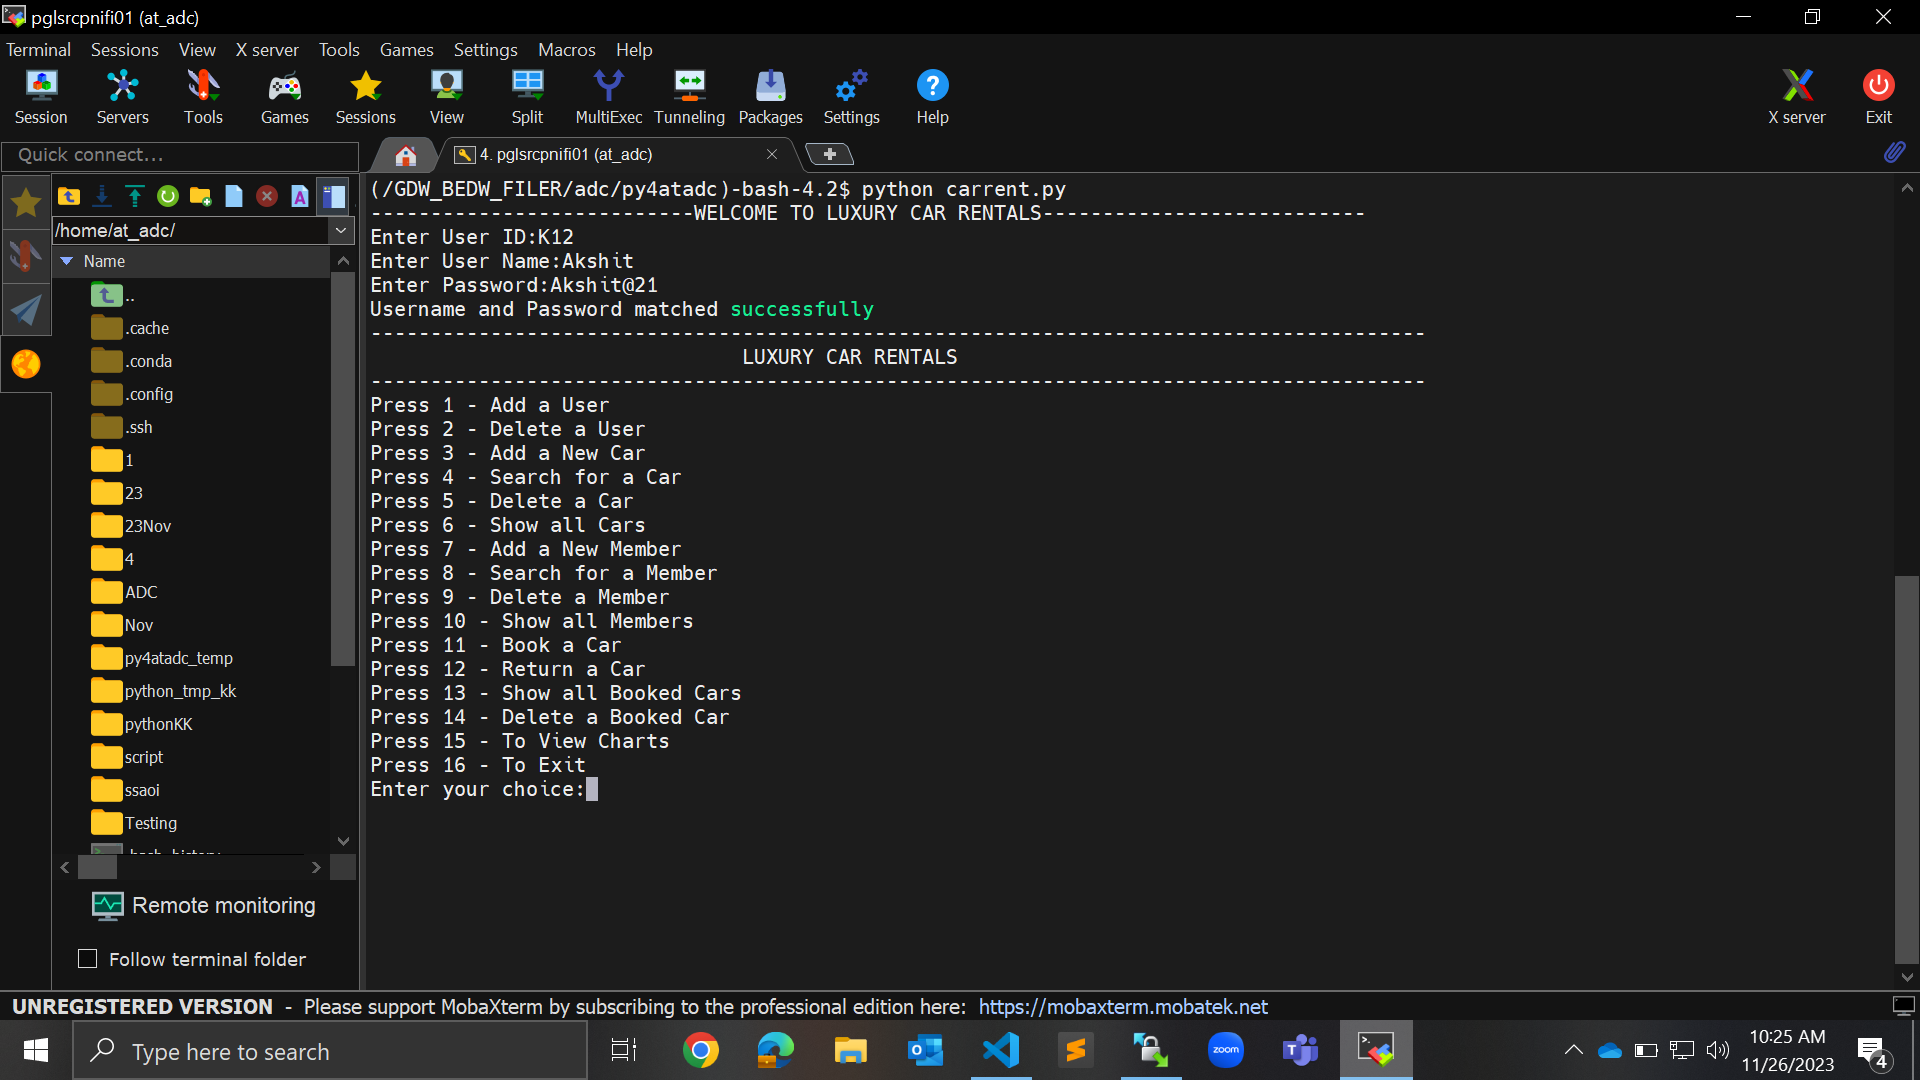 pglsrcpnifi01 (at_adc)
Terminal Sessions View X server Tools Games Settings Macros Help
Session Servers Tools Games Sessions View Split MultiExec Tunneling Packages Settings Help X server Exit
Quick connect...
4. pglsrcpnifi01 (at_adc)
/home/at_adc/
Name
..
.cache
.conda
.config
.ssh
1
23
23Nov
4
ADC
Nov
py4atadc_temp
python_tmp_kk
pythonKK
script
ssaoi
Testing
.bash_history
Remote monitoring
Follow terminal folder
(/GDW_BEDW_FILER/adc/py4atadc)-bash-4.2$ python carrent.py
---------------------------WELCOME TO LUXURY CAR RENTALS---------------------------
Enter User ID:K12
Enter User Name:Akshit
Enter Password:Akshit@21
Username and Password matched successfully
----------------------------------------------------------------------------------------
LUXURY CAR RENTALS
----------------------------------------------------------------------------------------
Press 1 - Add a User
Press 2 - Delete a User
Press 3 - Add a New Car
Press 4 - Search for a Car
Press 5 - Delete a Car
Press 6 - Show all Cars
Press 7 - Add a New Member
Press 8 - Search for a Member
Press 9 - Delete a Member
Press 10 - Show all Members
Press 11 - Book a Car
Press 12 - Return a Car
Press 13 - Show all Booked Cars
Press 14 - Delete a Booked Car
Press 15 - To View Charts
Press 16 - To Exit
Enter your choice:
UNREGISTERED VERSION - Please support MobaXterm by subscribing to the professional edition here: https://mobaxterm.mobatek.net
Type here to search
zoom
10:25 AM
11/26/2023
4